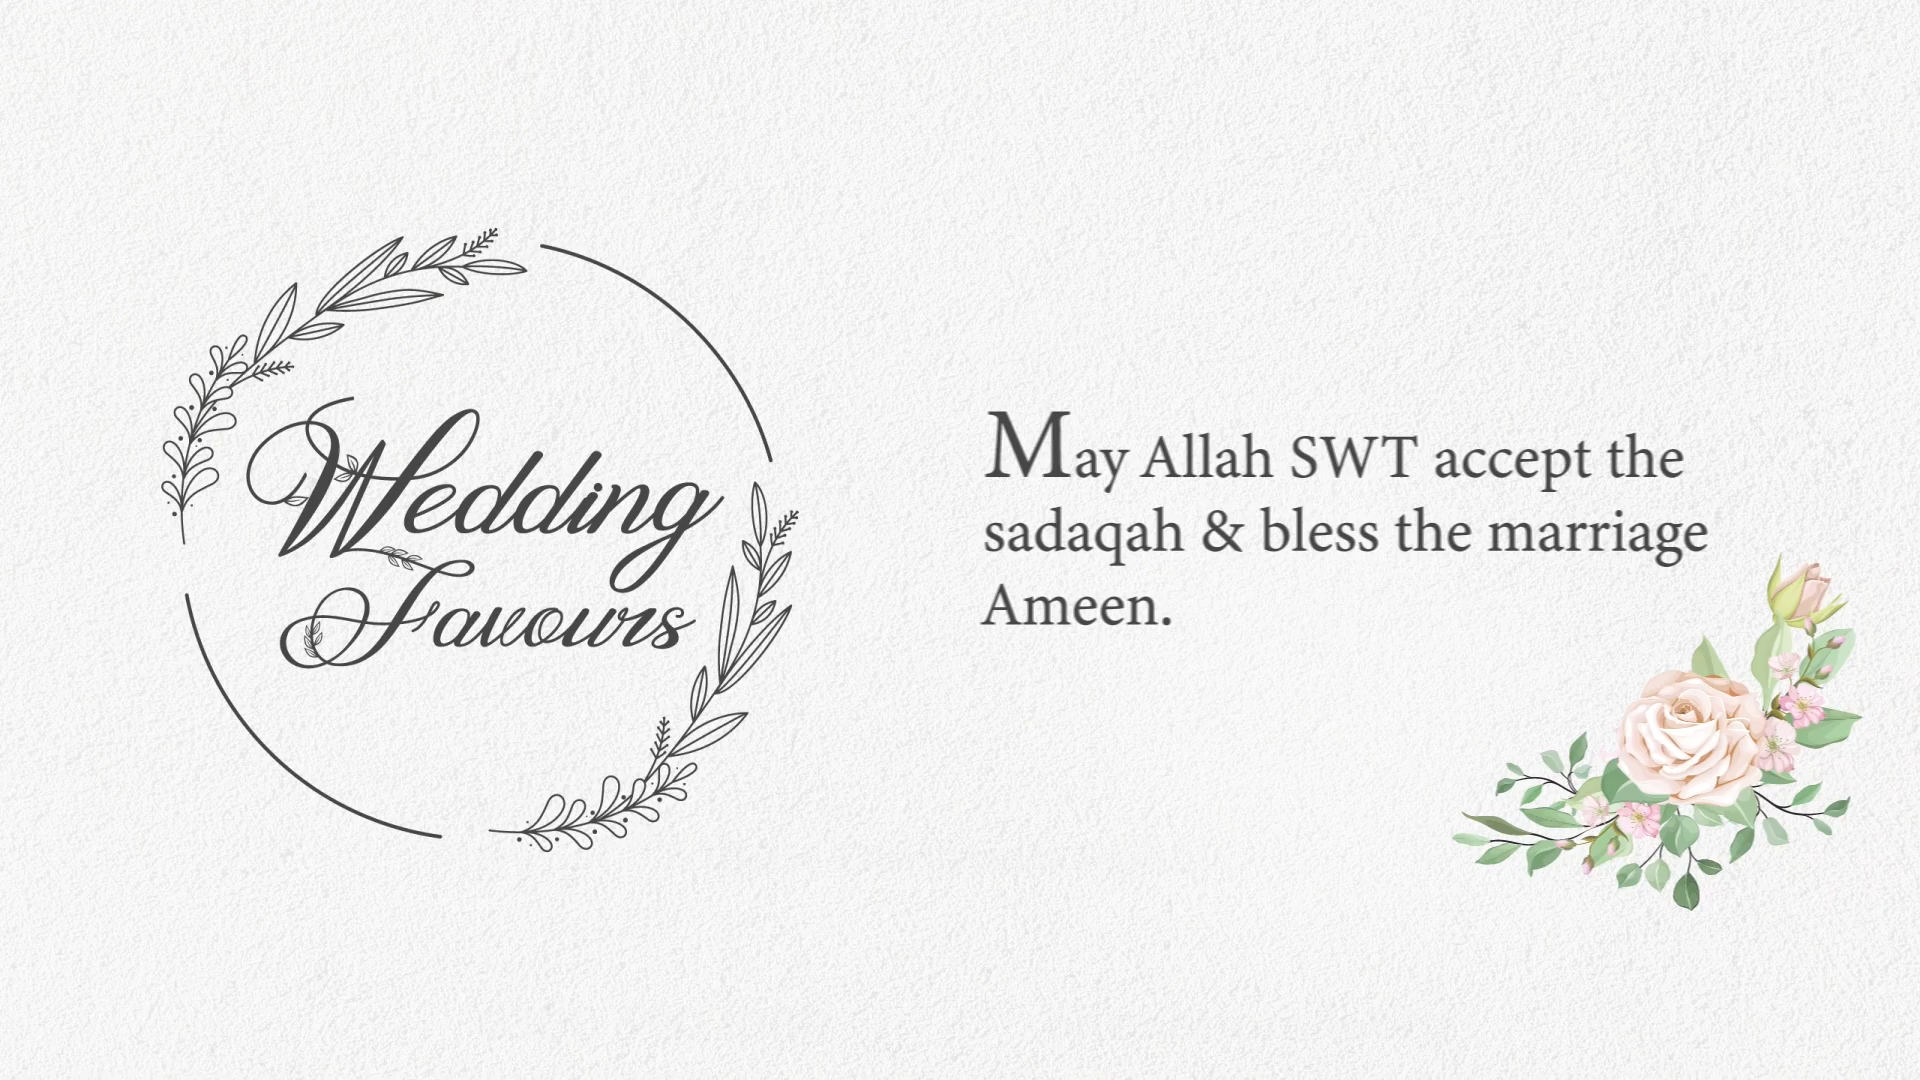 Wedding
Favours
May Allah SWT accept the
sadaqah & bless the marriage
Ameen.